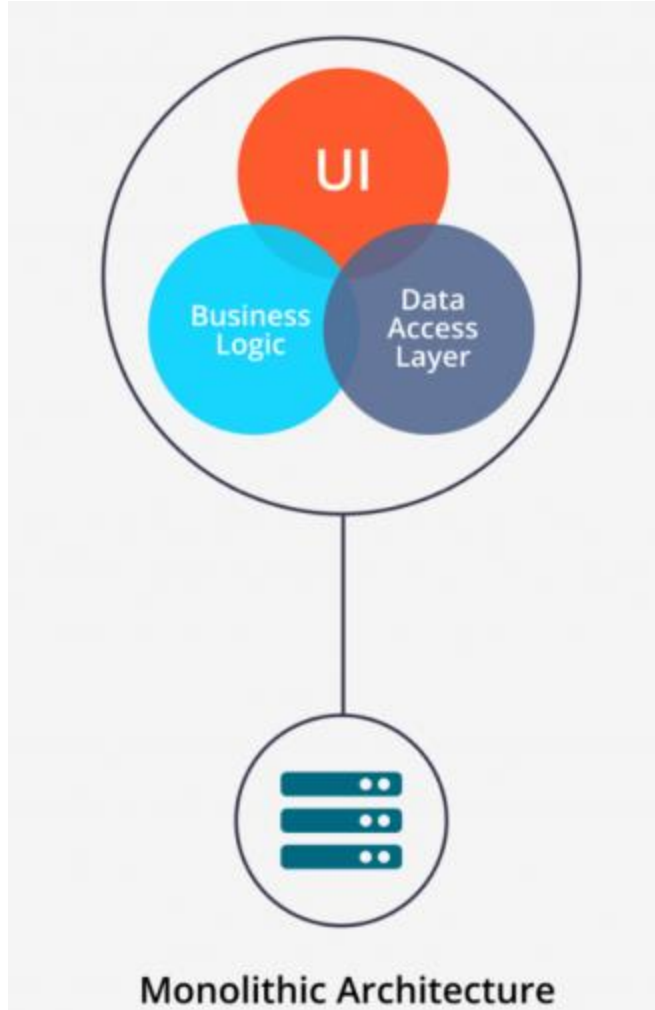 UI
Business
Logic
Data
Access
Layer
Monolithic Architecture